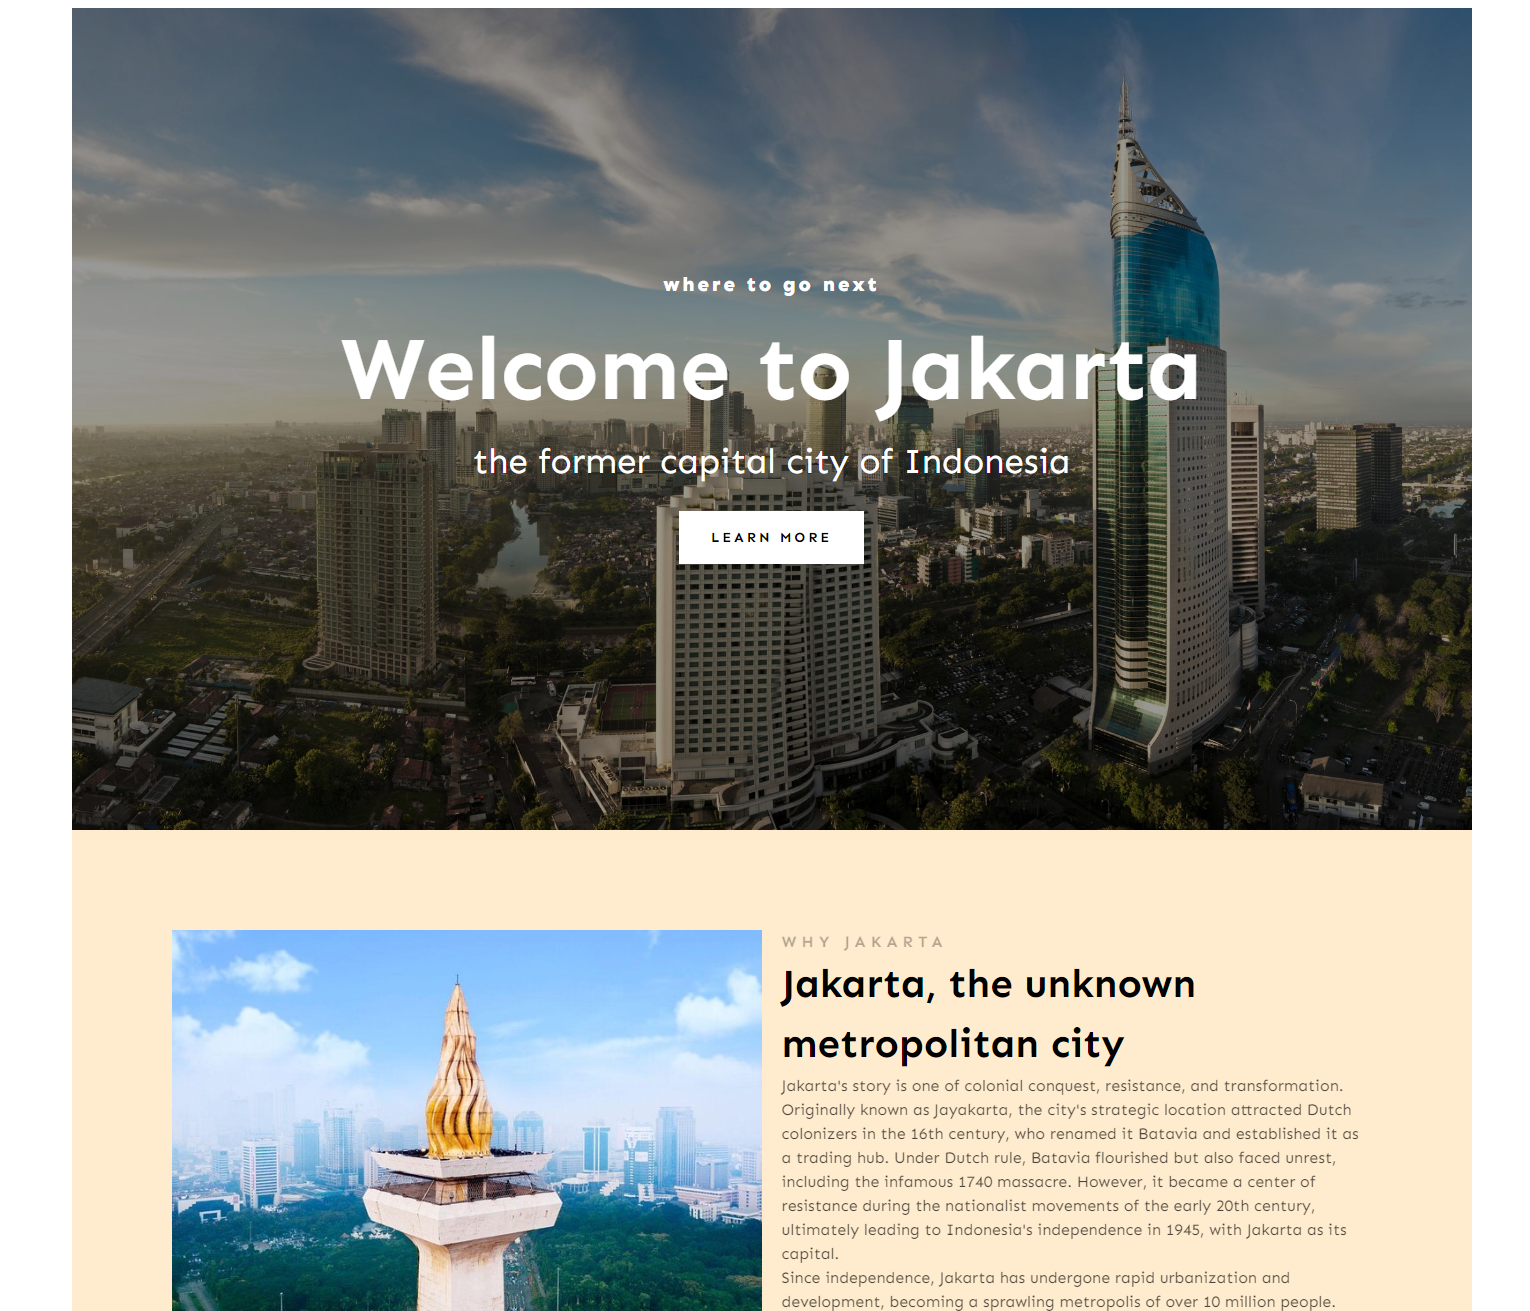 where to go next
Welcome to Jakarta
the former capital city of Indonesia
LEARN MORE
WHY JAKARTA
Jakarta, the unknown
metropolitan city
Jakarta's story is one of colonial conquest, resistance, and transformation.
Originally known as Jayakarta, the city's strategic location attracted Dutch
colonizers in the 16th century, who renamed it Batavia and established it as
a trading hub. Under Dutch rule, Batavia flourished but also faced unrest,
including the infamous 1740 massacre. However, it became a center of
resistance during the nationalist movements of the early 20th century,
ultimately leading to Indonesia's independence in 1945, with Jakarta as its
capital.
Since independence, Jakarta has undergone rapid urbanization and
development, becoming a sprawling metropolis of over 10 million people.